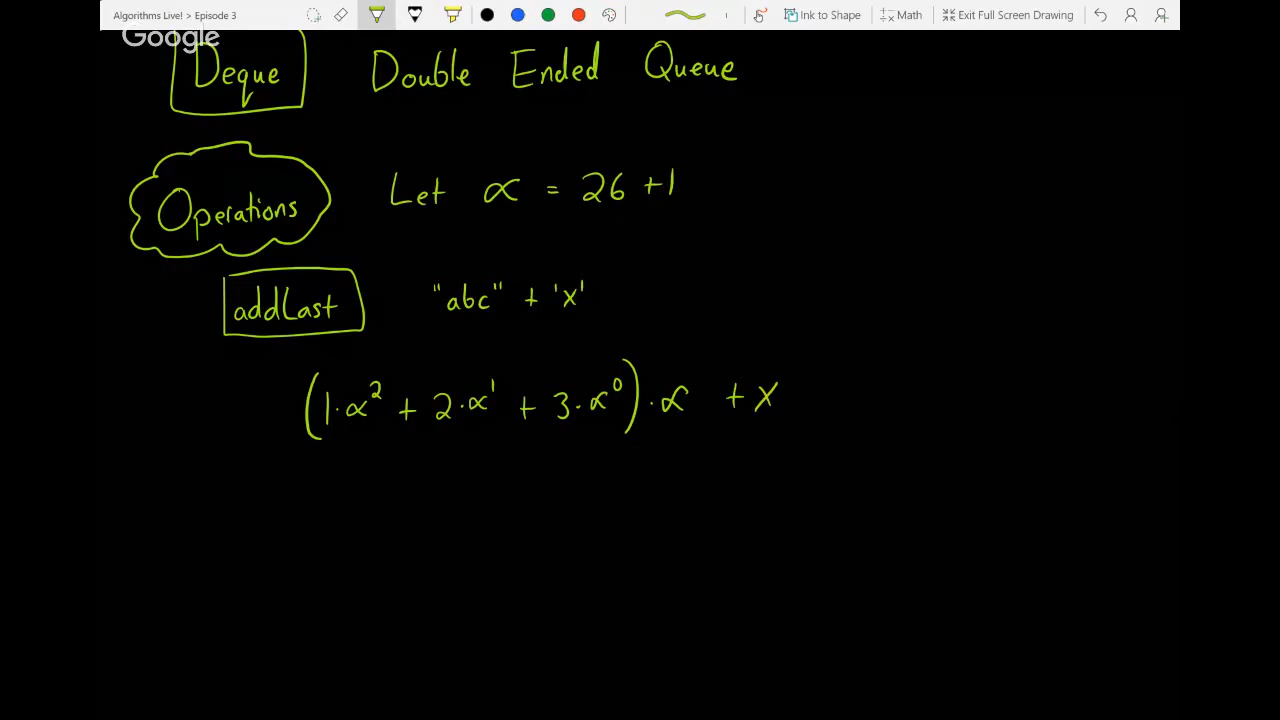 Algorithms Live! > Episode 3 Ink to Shape Math Exit Full Screen Drawing
Google
Deque Double Ended Queue
Operations Let α = 26 + 1
addLast "abc" + 'x'
(1·α² + 2·α¹ + 3·α⁰)·α + x